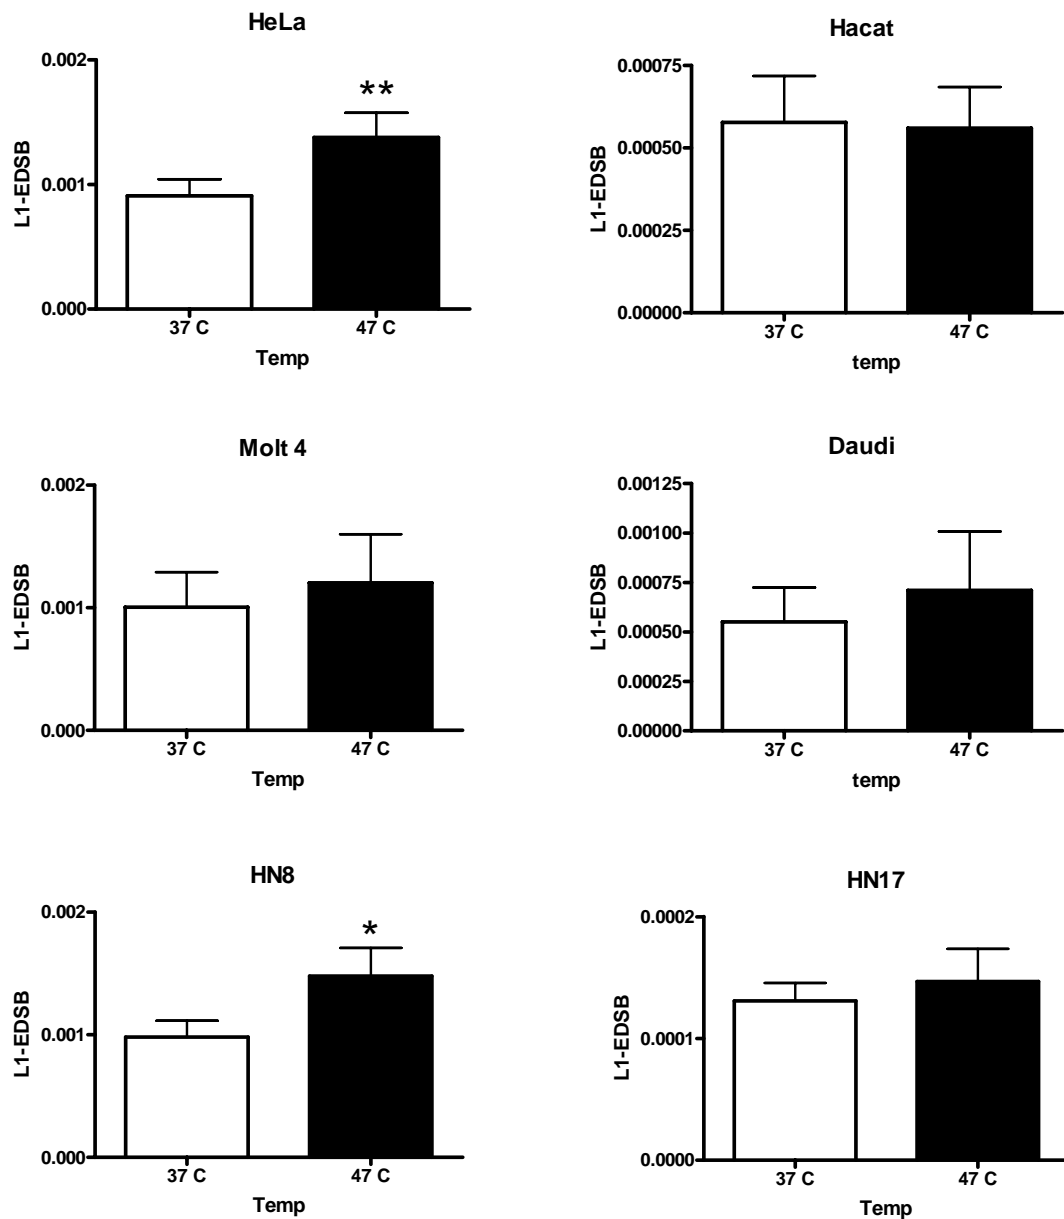 HeLa
0.002
0.001
0.000
L1-EDSB
**
37 C
47 C
Temp
Hacat
0.00075
0.00050
0.00025
0.00000
L1-EDSB
37 C
47 C
temp
Molt 4
0.002
0.001
0.000
L1-EDSB
37 C
47 C
Temp
Daudi
0.00125
0.00100
0.00075
0.00050
0.00025
0.00000
L1-EDSB
37 C
47 C
temp
HN8
0.002
0.001
0.000
L1-EDSB
*
37 C
47 C
Temp
HN17
0.0002
0.0001
0.0000
L1-EDSB
37 C
47 C
Temp